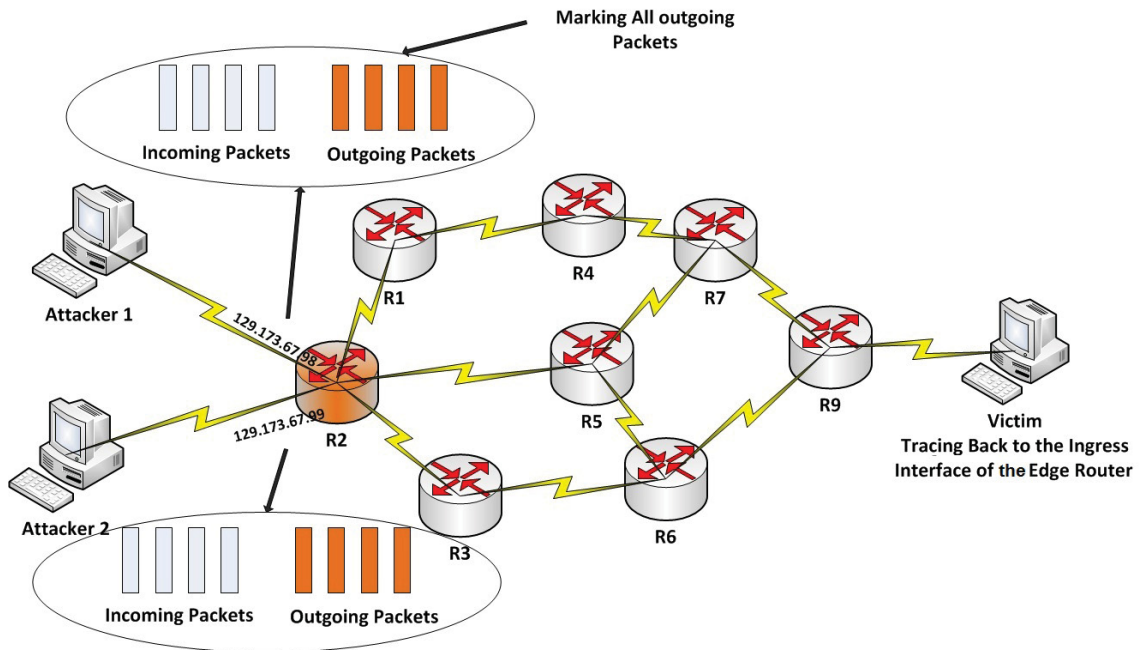 Marking All outgoing
Packets
Incoming Packets
Outgoing Packets
Attacker 1
129.173.67.98
R1
R4
R7
R2
129.173.67.99
R5
R9
Victim
Tracing Back to the Ingress
Interface of the Edge Router
Attacker 2
R3
R6
Incoming Packets
Outgoing Packets